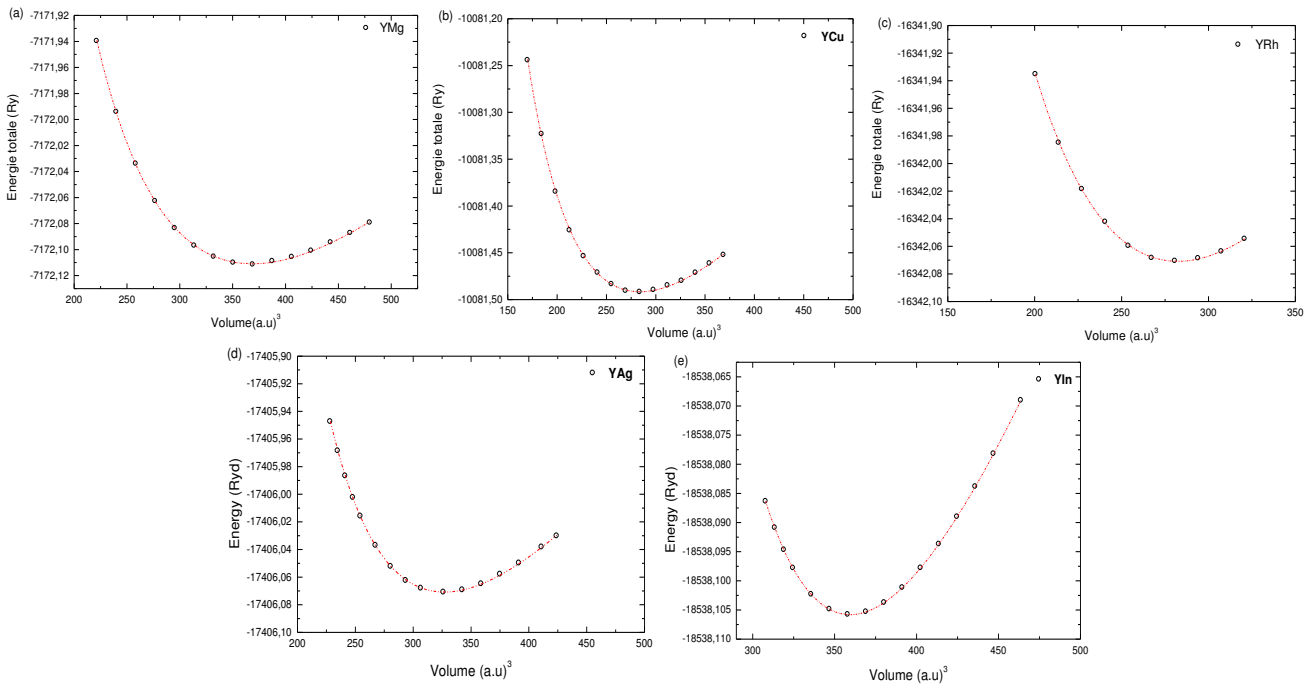 (a)
YMg
-7171,92
-7171,94
-7171,96
-7171,98
-7172,00
-7172,02
-7172,04
-7172,06
-7172,08
-7172,10
-7172,12
Energie totale (Ry)
200 250 300 350 400 450 500
Volume(a.u)³
(b)
YCu
-10081,20
-10081,25
-10081,30
-10081,35
-10081,40
-10081,45
-10081,50
Energie totale (Ry)
150 200 250 300 350 400 450 500
Volume (a.u)³
(c)
YRh
-16341,90
-16341,92
-16341,94
-16341,96
-16341,98
-16342,00
-16342,02
-16342,04
-16342,06
-16342,08
-16342,10
Energie totale (Ry)
150 200 250 300 350
Volume (a.u)³
(d)
YAg
-17405,90
-17405,92
-17405,94
-17405,96
-17405,98
-17406,00
-17406,02
-17406,04
-17406,06
-17406,08
-17406,10
Energy (Ryd)
200 250 300 350 400 450 500
Volume (a.u)³
(e)
YIn
-18538,065
-18538,070
-18538,075
-18538,080
-18538,085
-18538,090
-18538,095
-18538,100
-18538,105
-18538,110
Energy (Ryd)
300 350 400 450 500
Volume (a.u)³